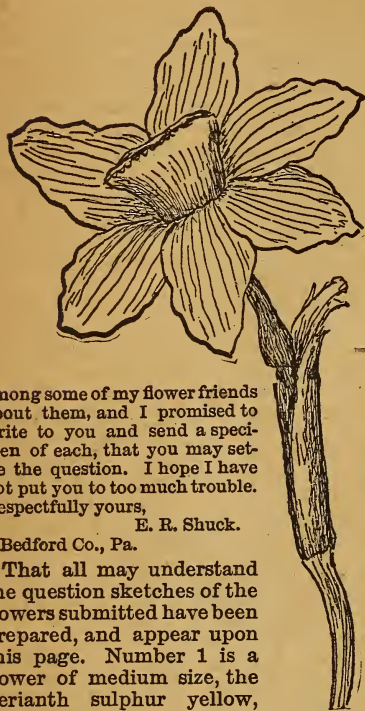 mong some of my flower friends
bout them, and I promised to
rite to you and send a speci-
en of each, that you may set-
e the question. I hope I have
ot put you to too much trouble.
espectfully yours,
E. R. Shuck.
Bedford Co., Pa.
That all may understand
he question sketches of the
owers submitted have been
repared, and appear upon
his page. Number 1 is a
ower of medium size, the
erianth sulphur yellow,